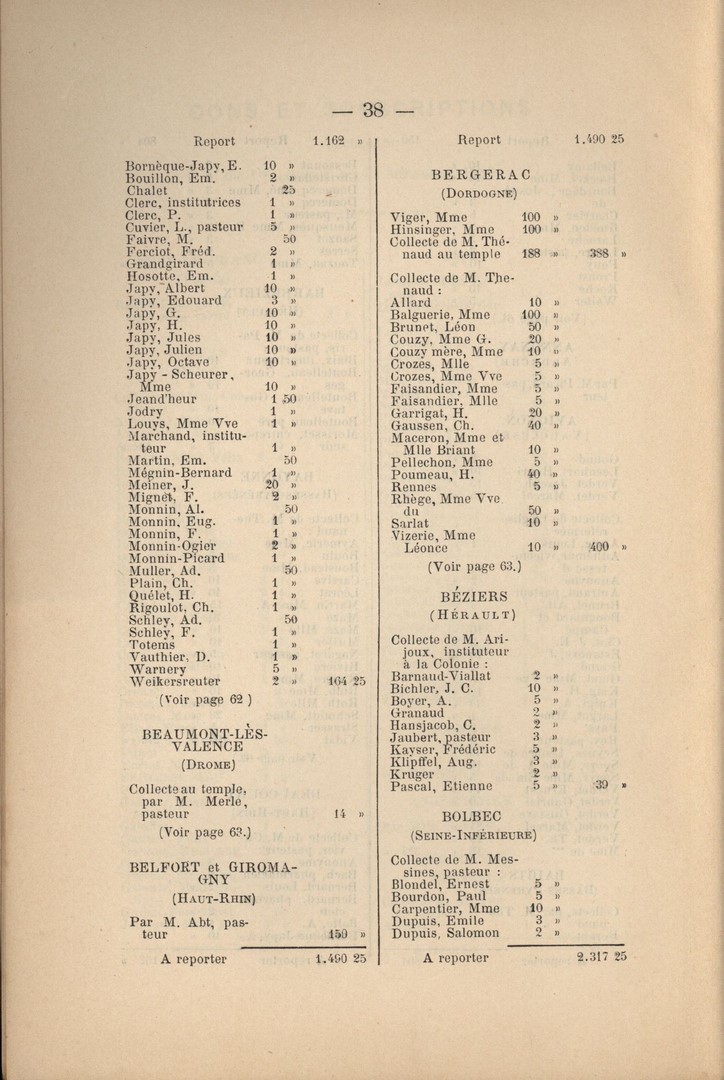 — 38 —
Report 1.162 »
Bornèque-Japy, E. 10 »
Bouillon, Em. 2 »
Chalet 25
Clerc, institutrices 1 »
Clerc, P. 1 »
Cuvier, L., pasteur 5 »
Faivre, M. 50
Ferciot, Fréd. 2 »
Grandgirard 1 »
Hosotte, Em. 1 »
Japy, Albert 10 »
Japy, Edouard 3 »
Japy, G. 10 »
Japy, H. 10 »
Japy, Jules 10 »
Japy, Julien 10 »
Japy, Octave 10 »
Japy - Scheurer,
Mme 10 »
Jeand'heur 1 50
Jodry 1 »
Louys, Mme Vve 1 »
Marchand, institu-
teur 1 »
Martin, Em. 50
Mégnin-Bernard 1 »
Meiner, J. 20 »
Mignet, F. 2 »
Monnin, Al. 50
Monnin, Eug. 1 »
Monnin, F. 1 »
Monnin-Ogier 2 »
Monnin-Picard 1 »
Muller, Ad. 50
Plain, Ch. 1 »
Quélet, H. 1 »
Rigoulot, Ch. 1 »
Schley, Ad. 50
Schley, F. 1 »
Totems 1 »
Vauthier, D. 1 »
Warnery 5 »
Weikersreuter 2 » 164 25
(Voir page 62 )
BEAUMONT-LÈS-
VALENCE
(DROME)
Collecte au temple,
par M. Merle,
pasteur 14 »
(Voir page 63.)
BELFORT et GIROMA-
GNY
(HAUT-RHIN)
Par M. Abt, pas-
teur 150 »
A reporter 1.490 25
Report 1.490 25
BERGERAC
(DORDOGNE)
Viger, Mme 100 »
Hinsinger, Mme 100 »
Collecte de M. Thé-
naud au temple 188 » 388 »
Collecte de M. The-
naud :
Allard 10 »
Balguerie, Mme 100 »
Brunet, Léon 50 »
Couzy, Mme G. 20 »
Couzy mère, Mme 10 »
Crozes, Mlle 5 »
Crozes, Mme Vve 5 »
Faisandier, Mme 5 »
Faisandier, Mlle 5 »
Garrigat, H. 20 »
Gaussen, Ch. 40 »
Maceron, Mme et
Mlle Briant 10 »
Pellechon, Mme 5 »
Poumeau, H. 40 »
Rennes 5 »
Rhège, Mme Vve
du 50 »
Sarlat 10 »
Vizerie, Mme
Léonce 10 » 400 »
(Voir page 63.)
BÉZIERS
(HÉRAULT)
Collecte de M. Ari-
joux, instituteur
à la Colonie :
Barnaud-Viallat 2 »
Bichler, J. C. 10 »
Boyer, A. 5 »
Granaud 2 »
Hansjacob, C. 2 »
Jaubert, pasteur 3 »
Kayser, Frédéric 5 »
Klipffel, Aug. 3 »
Kruger 2 »
Pascal, Etienne 5 » 39 »
BOLBEC
(SEINE-INFÉRIEURE)
Collecte de M. Mes-
sines, pasteur :
Blondel, Ernest 5 »
Bourdon, Paul 5 »
Carpentier, Mme 10 »
Dupuis, Emile 3 »
Dupuis, Salomon 2 »
A reporter 2.317 25